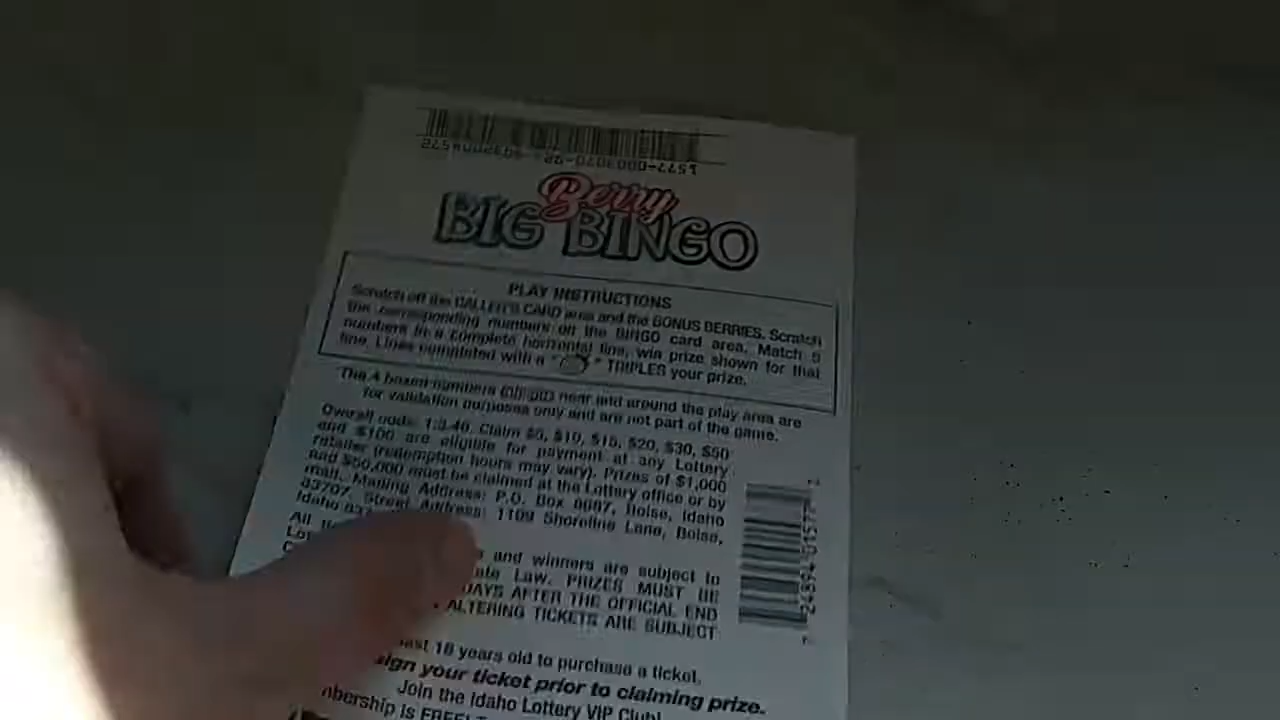 Berry
BIG BINGO
PLAY INSTRUCTIONS
Scratch off the CALLER'S CARD area and the BONUS BERRIES. Scratch
the corresponding numbers on the BINGO card area. Match 5
numbers in a complete horizontal line, win prize shown for that
line. Lines completed with a " " TRIPLES your prize.
The 4 boxed numbers near and around the play area are
for validation purposes only and are not part of the game.
Overall odds: 1:3.40. Claim $5, $10, $15, $20, $30, $50
and $100 are eligible for payment at any Lottery
retailer (redemption hours may vary). Prizes of $1,000
and $50,000 must be claimed at the Lottery office or by
mail. Mailing Address: P.O. Box Boise, Idaho
83707. Street Address: 1109 Shoreline Lane, Boise,
Idaho
All and winners are subject to
Law. PRIZES MUST BE
DAYS AFTER THE OFFICIAL END
ALTERING TICKETS ARE SUBJECT
18 years old to purchase a ticket.
your ticket prior to claiming prize.
Join the Idaho Lottery VIP Club!
is FREE!